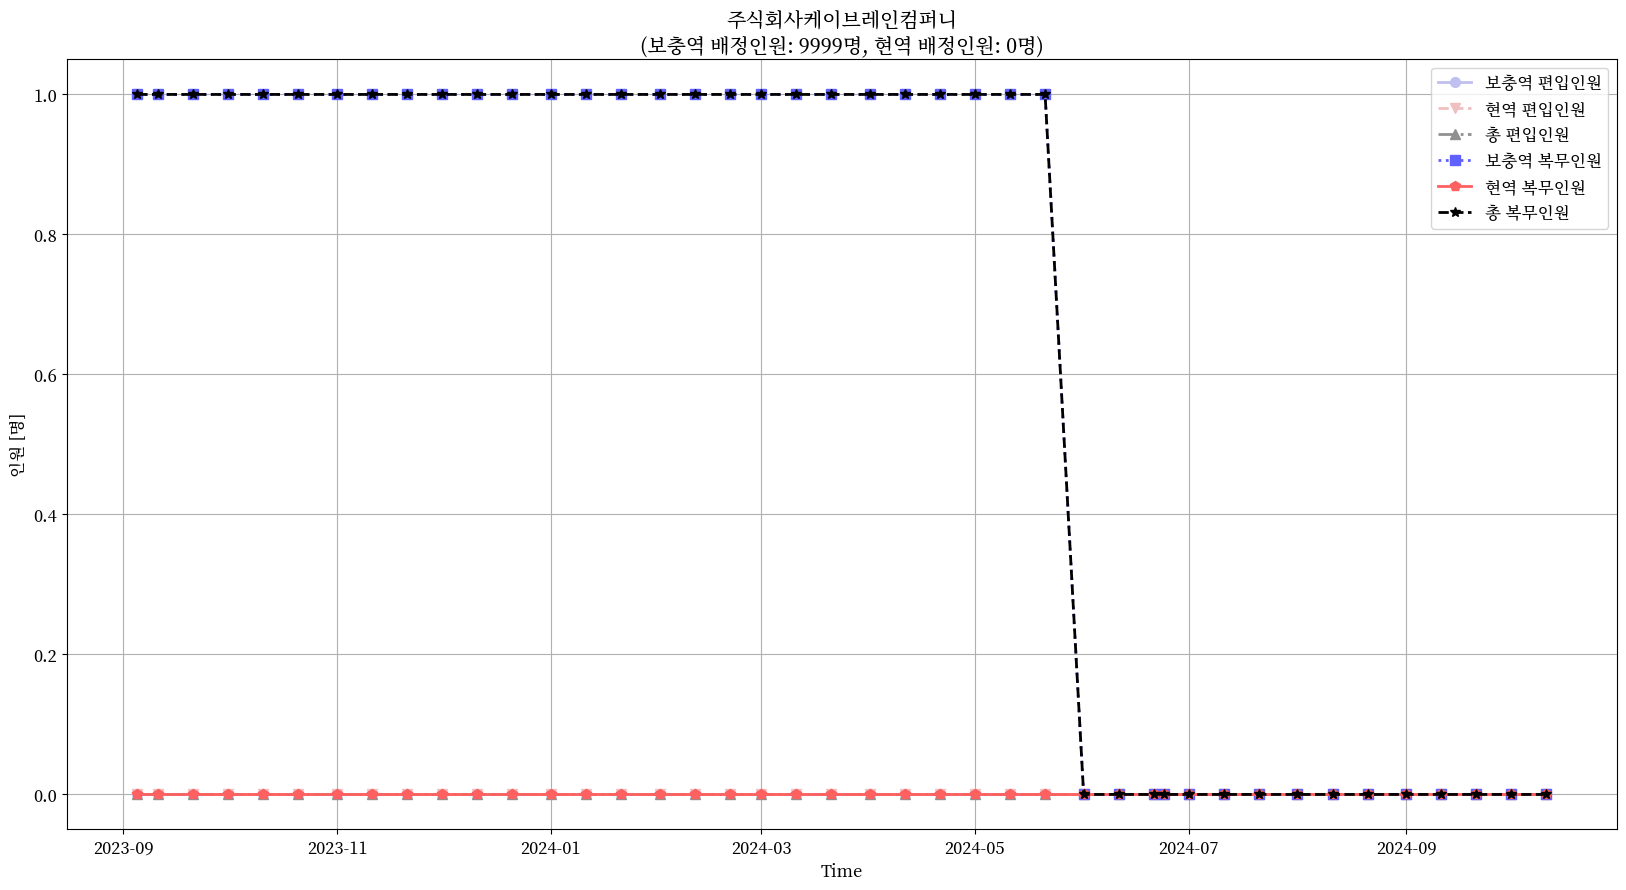 주식회사케이브레인컴퍼니
(보충역 배정인원: 9999명, 현역 배정인원: 0명)
보충역 편입인원
현역 편입인원
총 편입인원
보충역 복무인원
현역 복무인원
총 복무인원
인원 [명]
1.0
0.8
0.6
0.4
0.2
0.0
2023-09
2023-11
2024-01
2024-03
2024-05
2024-07
2024-09
Time